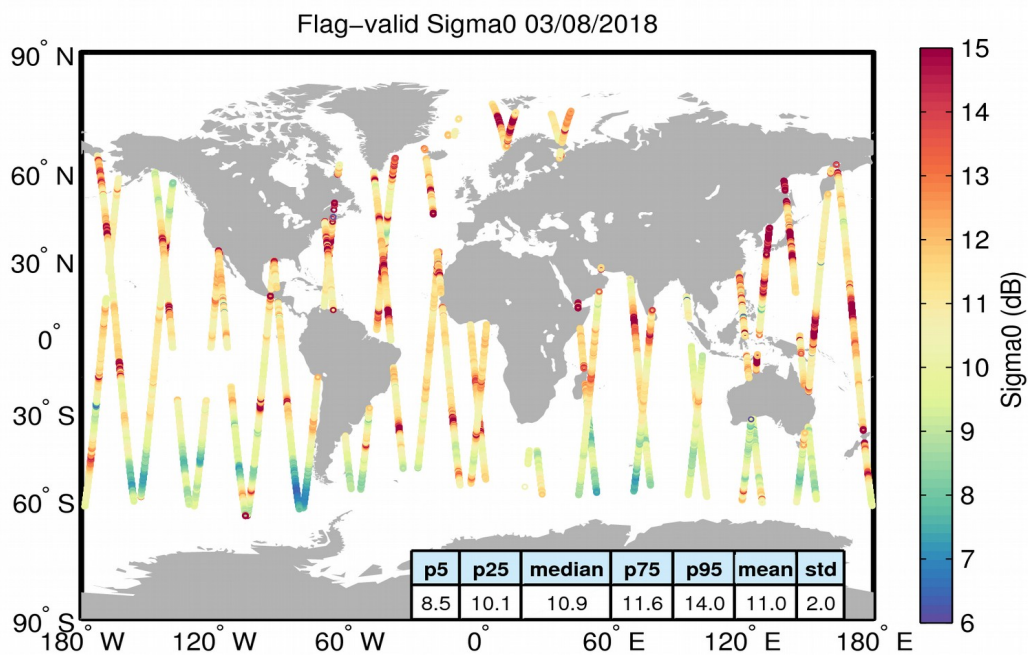 Flag−valid Sigma0 03/08/2018
90° N
60° N
30° N
0°
30° S
60° S
90° S
180° W
120° W
60° W
0°
60° E
120° E
180° E
15
14
13
12
11
10
9
8
7
6
Sigma0 (dB)
p5 p25 median p75 p95 mean std
8.5 10.1 10.9 11.6 14.0 11.0 2.0